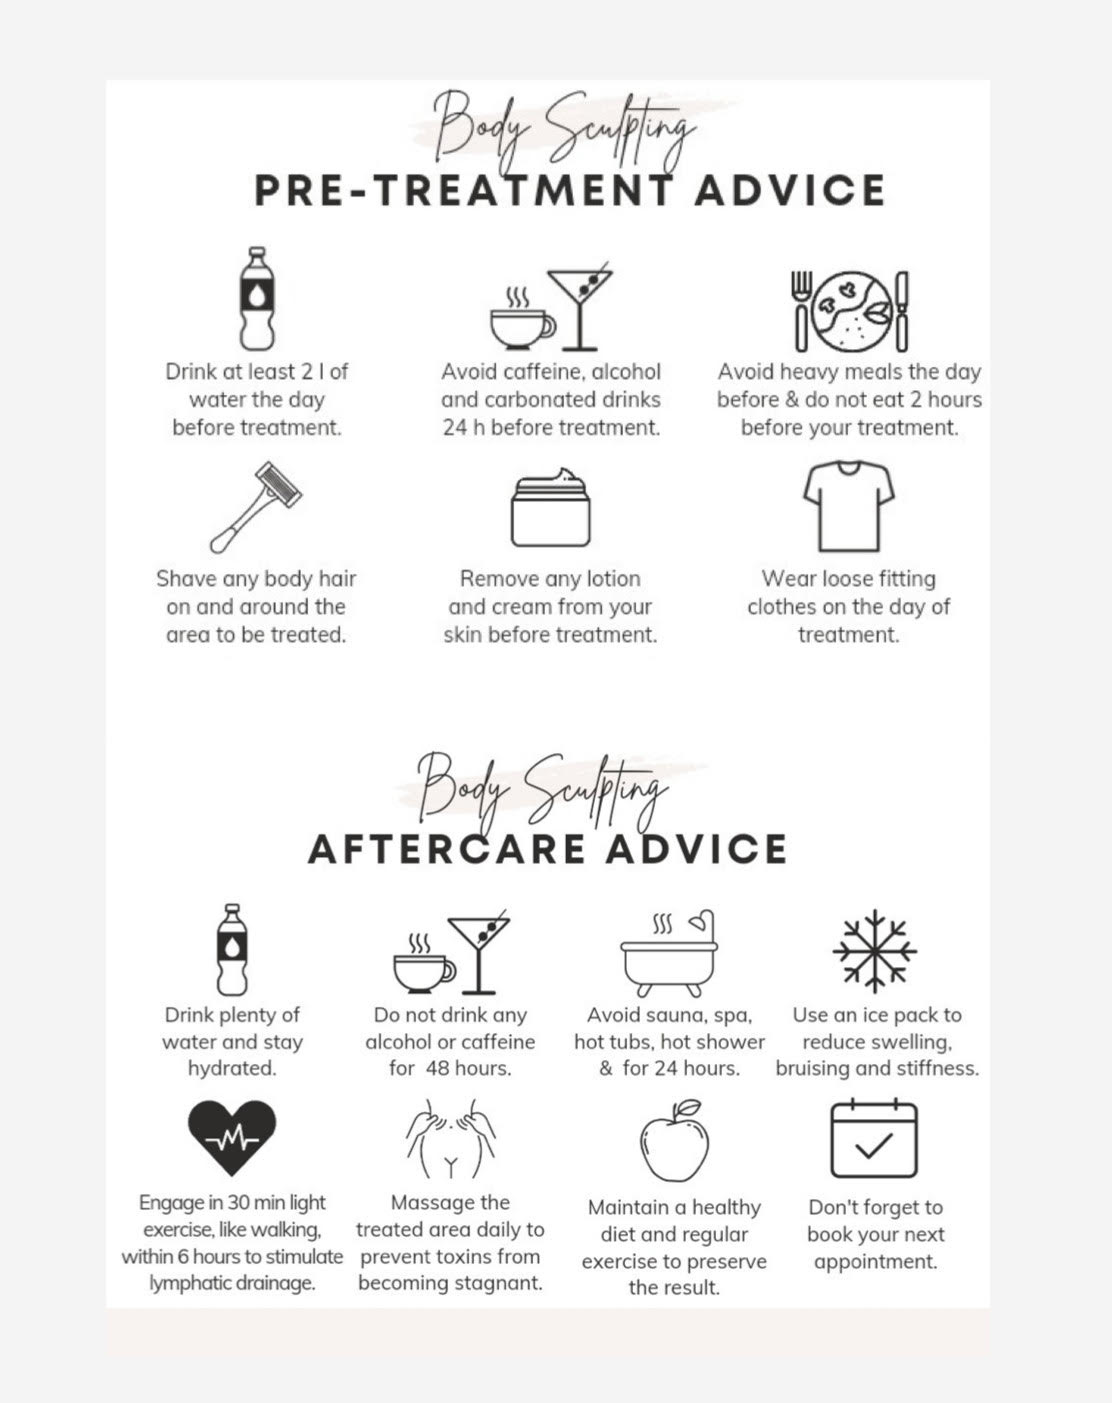 Body Sculpting
PRE-TREATMENT ADVICE
Drink at least 2 l of
water the day
before treatment.
Avoid caffeine, alcohol
and carbonated drinks
24 h before treatment.
Avoid heavy meals the day
before & do not eat 2 hours
before your treatment.
Shave any body hair
on and around the
area to be treated.
Remove any lotion
and cream from your
skin before treatment.
Wear loose fitting
clothes on the day of
treatment.
Body Sculpting
AFTERCARE ADVICE
Drink plenty of
water and stay
hydrated.
Do not drink any
alcohol or caffeine
for 48 hours.
Avoid sauna, spa,
hot tubs, hot shower
& for 24 hours.
Use an ice pack to
reduce swelling,
bruising and stiffness.
Engage in 30 min light
exercise, like walking,
within 6 hours to stimulate
lymphatic drainage.
Massage the
treated area daily to
prevent toxins from
becoming stagnant.
Maintain a healthy
diet and regular
exercise to preserve
the result.
Don't forget to
book your next
appointment.